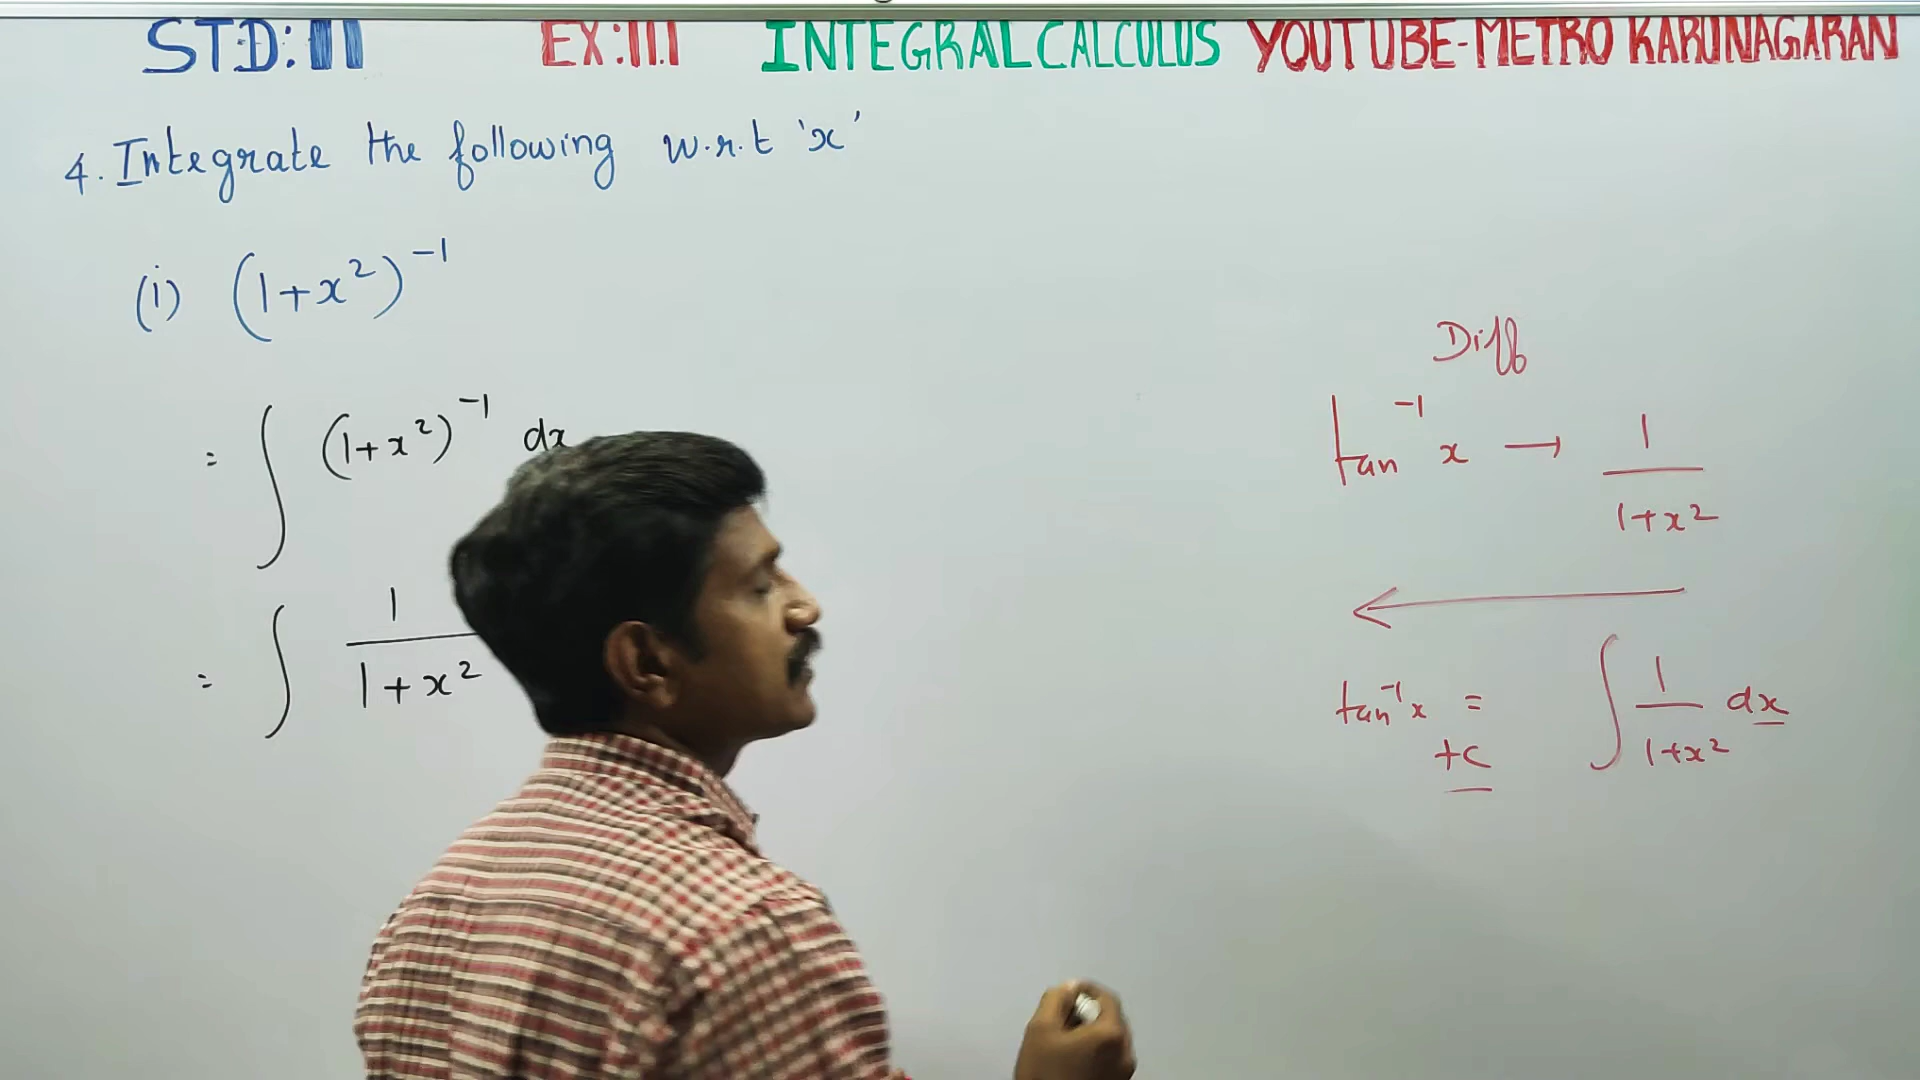 STD: 11 EX:11.1 INTEGRAL CALCULUS YOUTUBE-METRO KARUNAGARAN
4. Integrate the following w.r.t 'x'
(i) (1+x²)⁻¹
= ∫ (1+x²)⁻¹ dx
= ∫ 1/(1+x²)
Diff
tan⁻¹ x → 1/(1+x²)
←
tan⁻¹x = ∫ 1/(1+x²) dx
+c